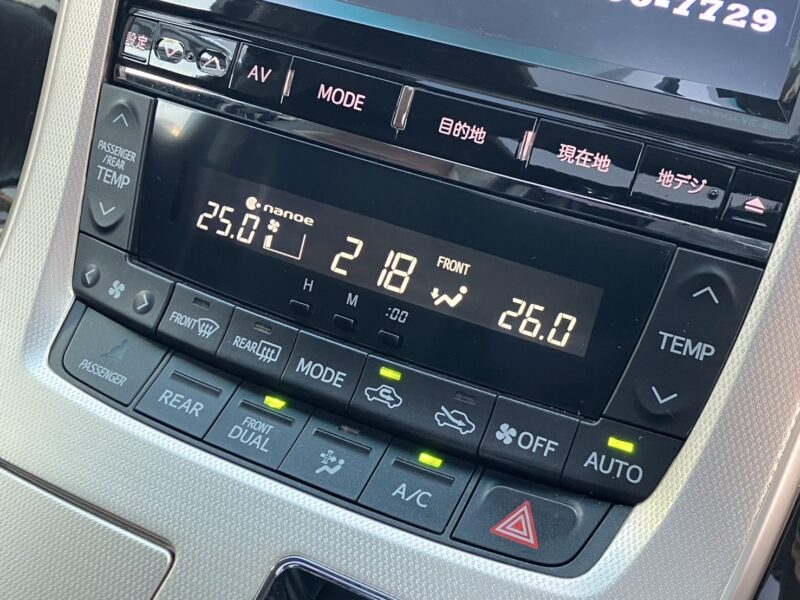 0-7729
設定
AV
MODE
目的地
現在地
地デジ
PASSENGER
/REAR
TEMP
nanoe
25.0
2 18
FRONT
26.0
H
M
:00
TEMP
FRONT
REAR
MODE
OFF
AUTO
PASSENGER
REAR
FRONT
DUAL
A/C